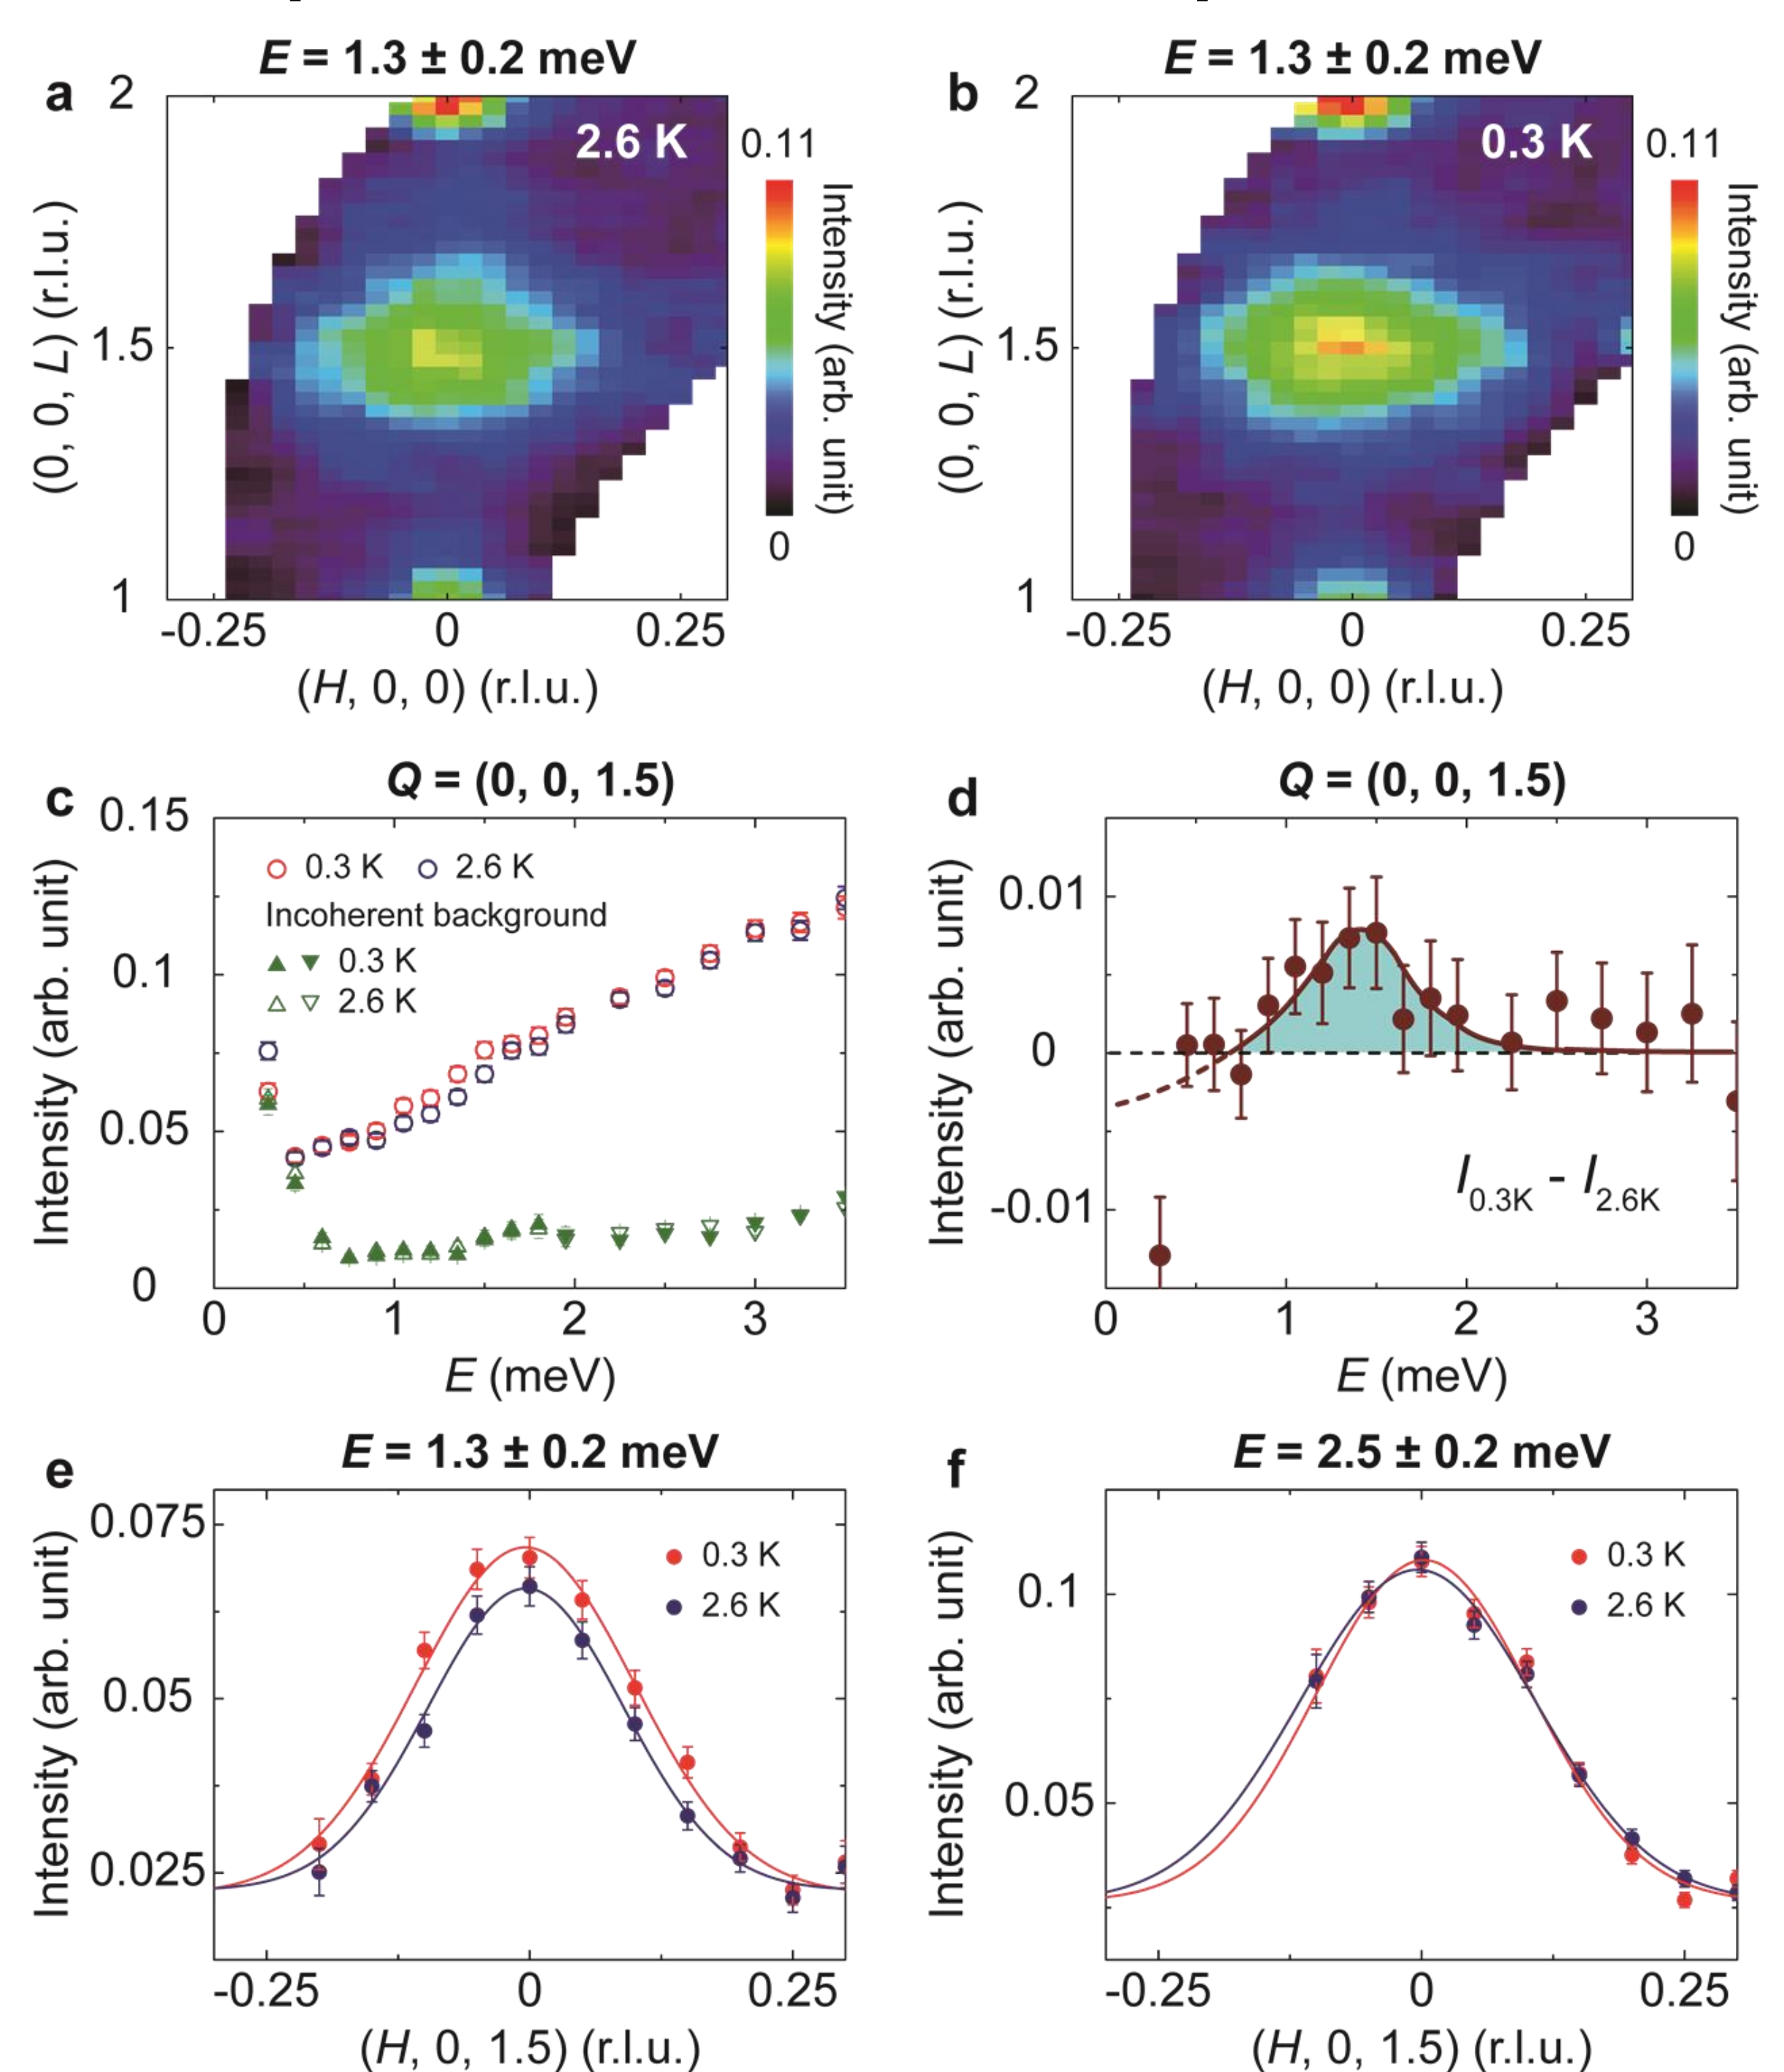 E = 1.3 ± 0.2 meV
a
2
2.6 K
0.11
Intensity (arb. unit)
0
(0, 0, L) (r.l.u.)
1.5
1
-0.25 0 0.25
(H, 0, 0) (r.l.u.)
E = 1.3 ± 0.2 meV
b
2
0.3 K
0.11
Intensity (arb. unit)
0
(0, 0, L) (r.l.u.)
1.5
1
-0.25 0 0.25
(H, 0, 0) (r.l.u.)
Q = (0, 0, 1.5)
c
0.15
0.3 K 2.6 K
Incoherent background
0.3 K
2.6 K
Intensity (arb. unit)
0.1
0.05
0
0 1 2 3
E (meV)
Q = (0, 0, 1.5)
d
0.01
Intensity (arb. unit)
0
-0.01
I0.3K - I2.6K
0 1 2 3
E (meV)
E = 1.3 ± 0.2 meV
e
0.075
0.3 K
2.6 K
Intensity (arb. unit)
0.05
0.025
-0.25 0 0.25
(H, 0, 1.5) (r.l.u.)
E = 2.5 ± 0.2 meV
f
0.3 K
2.6 K
Intensity (arb. unit)
0.1
0.05
-0.25 0 0.25
(H, 0, 1.5) (r.l.u.)